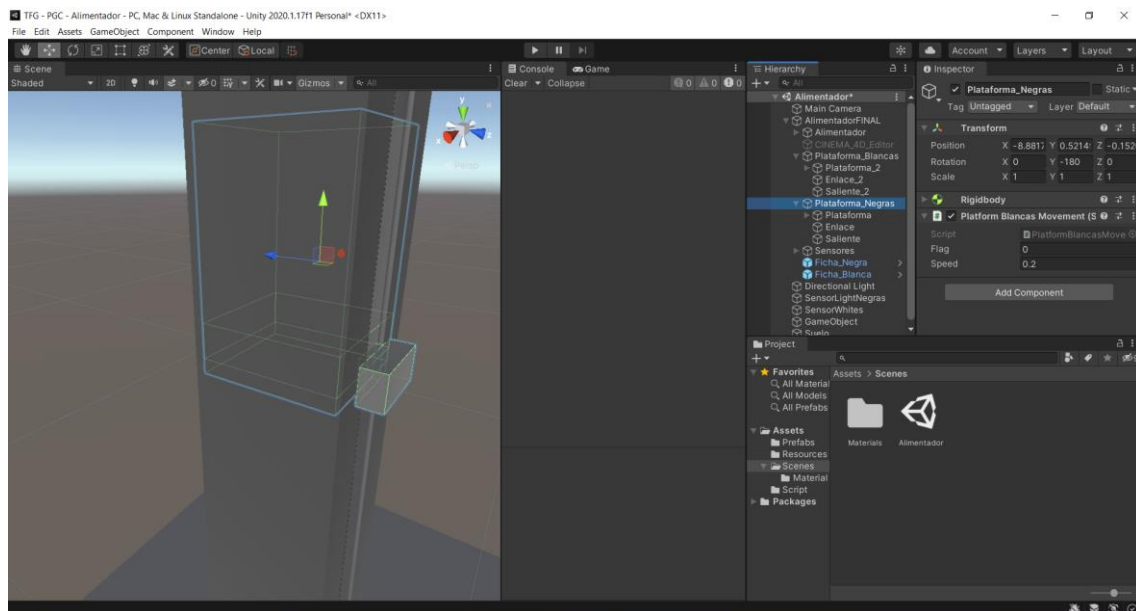 TFG - PGC - Alimentador - PC, Mac & Linux Standalone - Unity 2020.1.17f1 Personal* <DX11>
File Edit Assets GameObject Component Window Help
Center Local
Account Layers Layout
Scene
Shaded 2D 0 Gizmos All
y
x
Persp
Console Game
Clear Collapse 0 0 0
Hierarchy
All
Alimentador*
Main Camera
AlimentadorFINAL
Alimentador
CINEMA_4D_Editor
Plataforma_Blancas
Plataforma_2
Enlace_2
Saliente_2
Plataforma_Negras
Plataforma
Enlace
Saliente
Sensores
Ficha_Negra
Ficha_Blanca
Directional Light
SensorLightNegras
SensorWhites
GameObject
Suelo
Inspector
Plataforma_Negras Static
Tag Untagged Layer Default
Transform
Position X -8.8817 Y 0.5214 Z -0.152
Rotation X 0 Y -180 Z 0
Scale X 1 Y 1 Z 1
Rigidbody
Platform Blancas Movement (S
Script PlatformBlancasMove
Flag 0
Speed 0.2
Add Component
Project
Favorites
All Material
All Models
All Prefabs
Assets
Prefabs
Resources
Scenes
Material
Script
Packages
Assets > Scenes
Materials
Alimentador